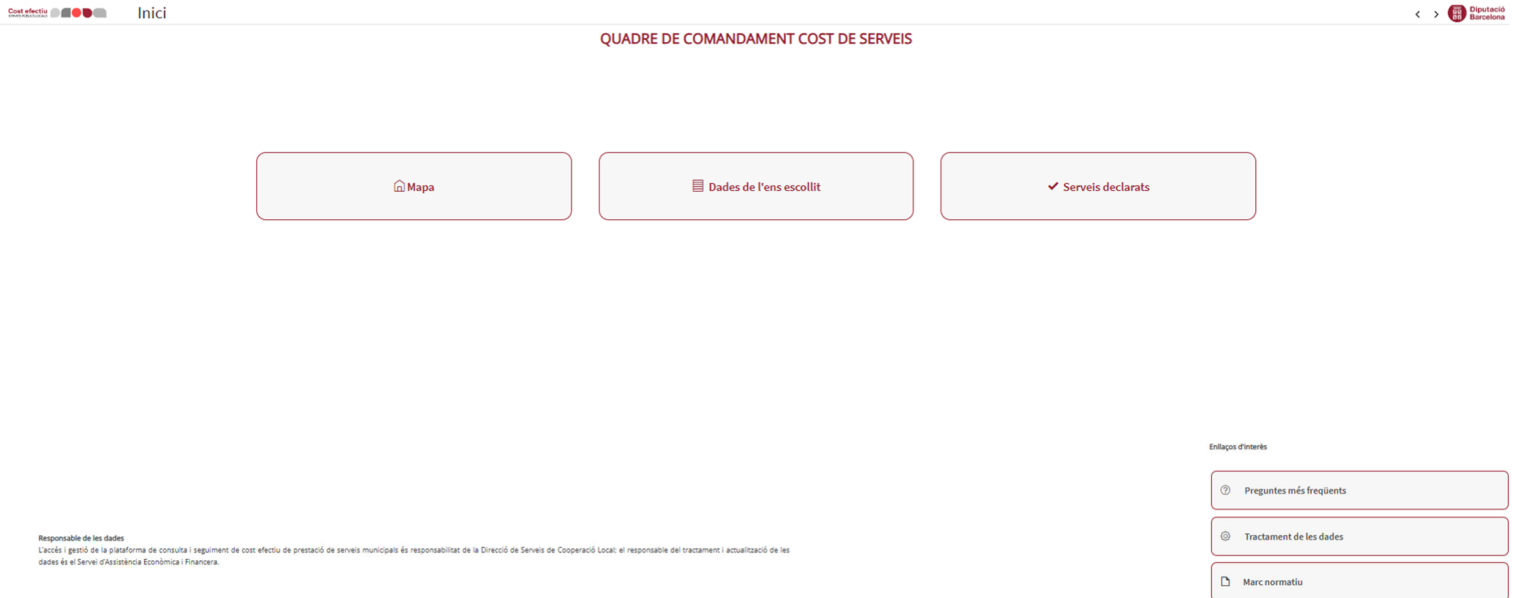 Cost efectiu
SERVEIS PÚBLICS LOCALS
Inici
Diputació
Barcelona
QUADRE DE COMANDAMENT COST DE SERVEIS
Mapa
Dades de l'ens escollit
Serveis declarats
Enllaços d'interès
Preguntes més freqüents
Tractament de les dades
Marc normatiu
Responsable de les dades
L'accés i gestió de la plataforma de consulta i seguiment de cost efectiu de prestació de serveis municipals és responsabilitat de la Direcció de Serveis de Cooperació Local; el responsable del tractament i actualització de les
dades és el Servei d'Assistència Econòmica i Financera.